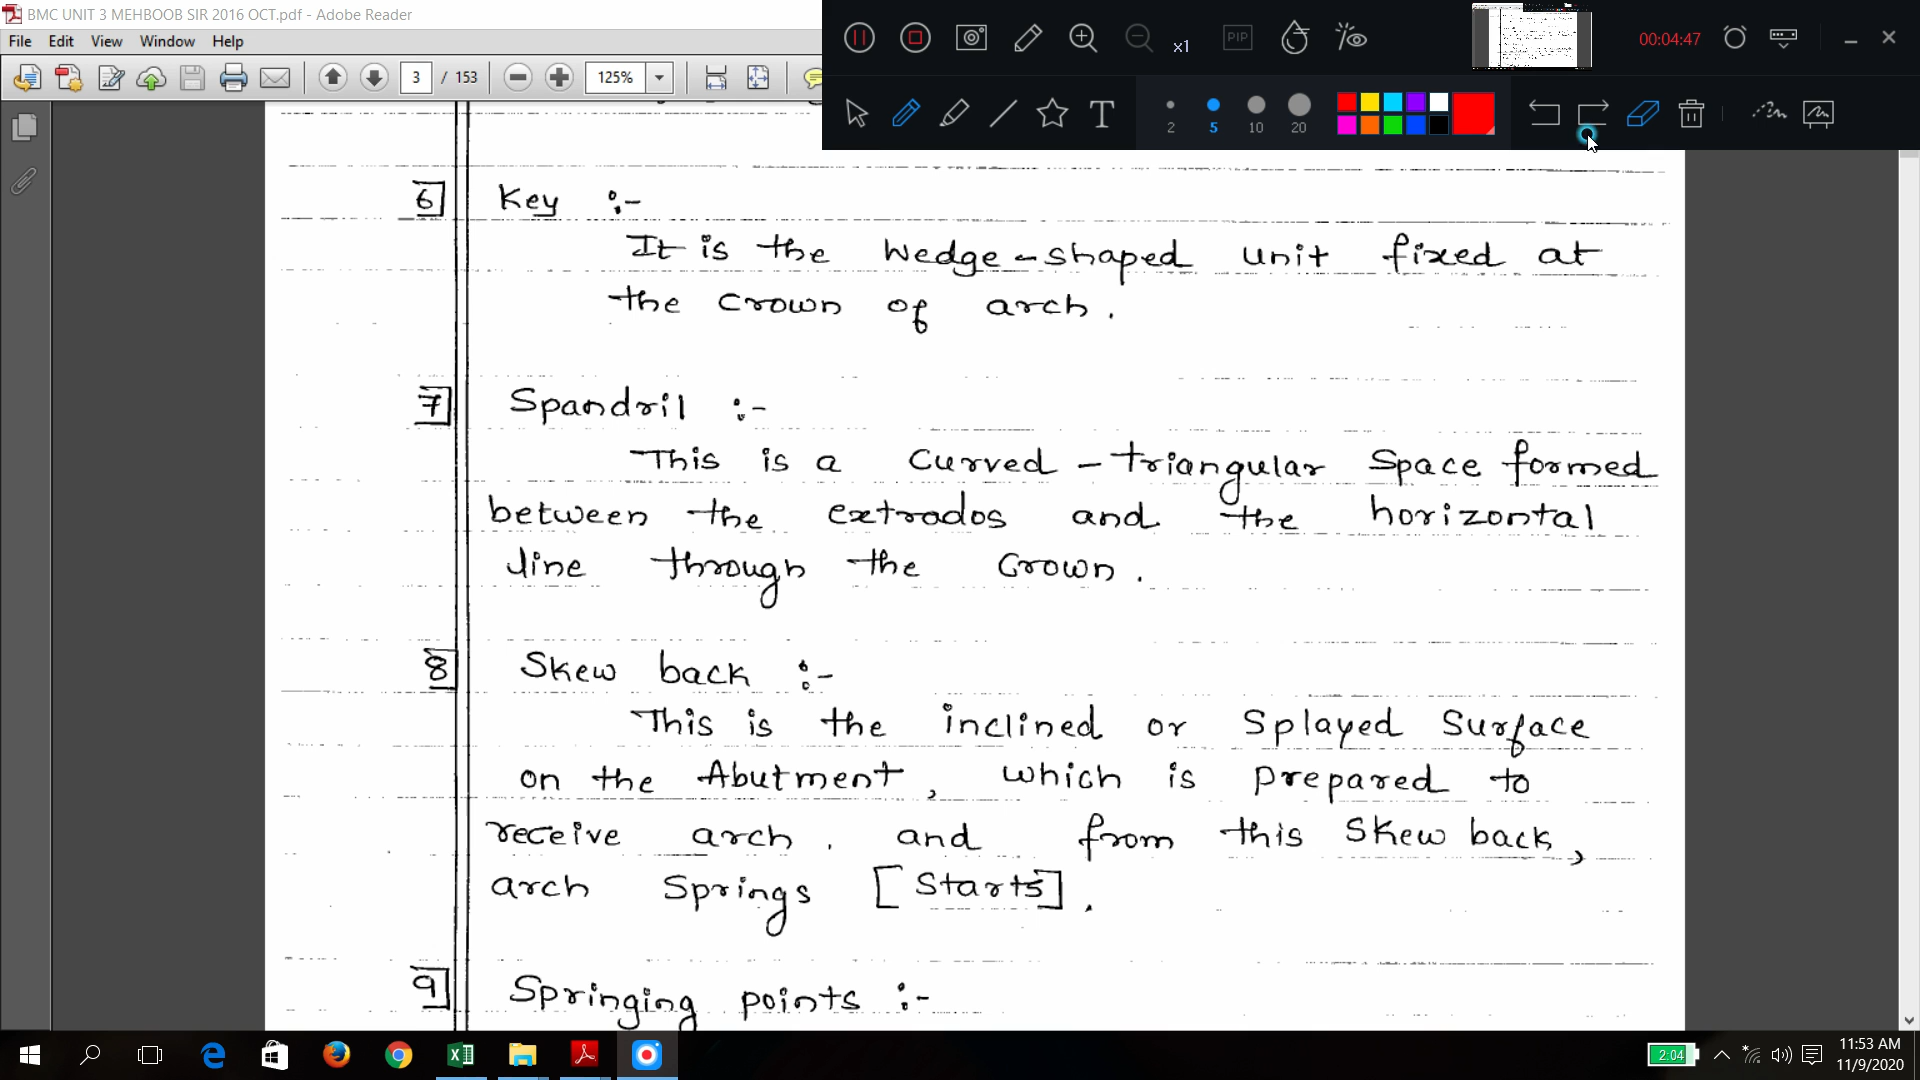 BMC UNIT 3 MEHBOOB SIR 2016 OCT.pdf - Adobe Reader
File Edit View Window Help
3 / 153 125%
x1 PIP 00:04:47
T 2 5 10 20
6 Key :-
It is the wedge-shaped unit fixed at
the crown of arch.
7 Spandril :-
This is a curved - triangular space formed
between the extrados and the horizontal
line through the crown.
8 Skew back :-
This is the inclined or splayed surface
on the Abutment, which is prepared to
receive arch. and from this skew back,
arch springs [starts].
9 Springing points :-
2:04
11:53 AM
11/9/2020